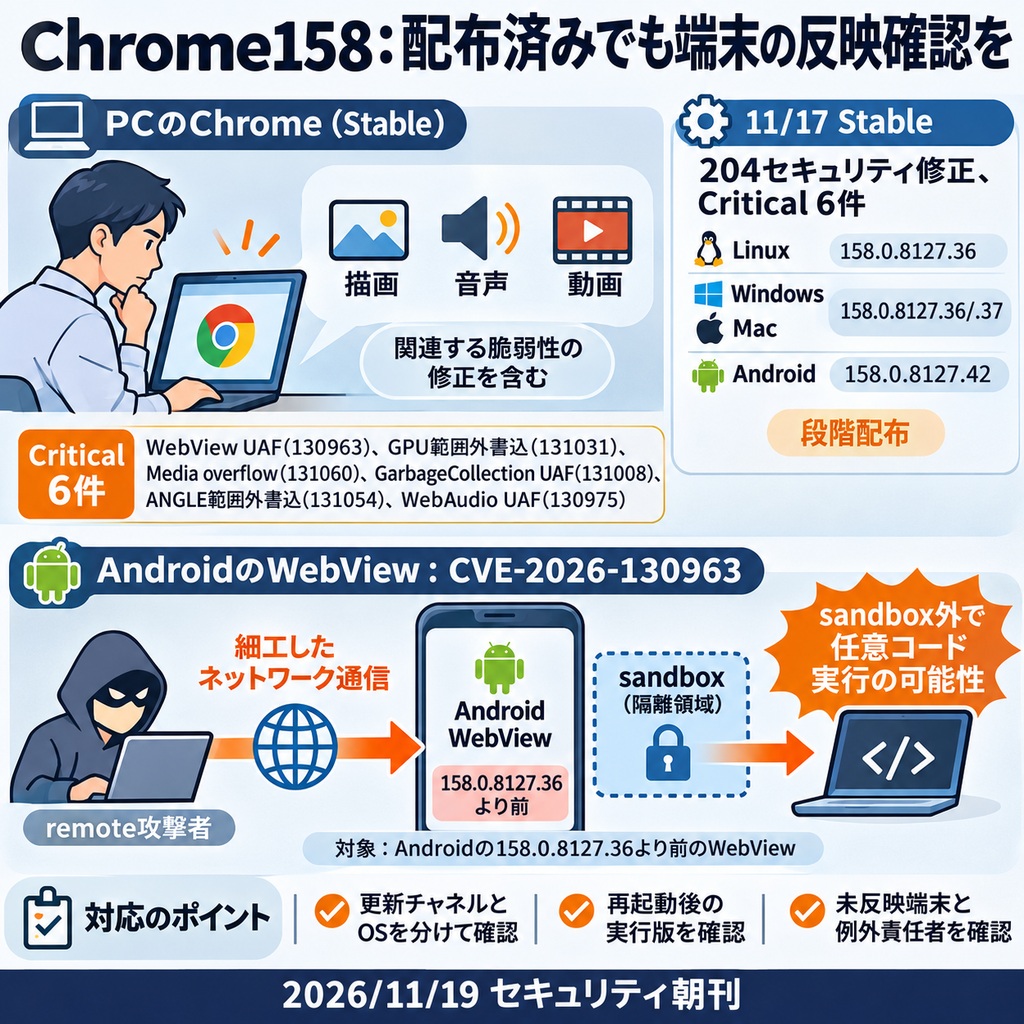 Chrome158：配布済みでも端末の反映確認を
PCのChrome（Stable）
描画
音声
動画
関連する脆弱性の
修正を含む
11/17 Stable
204セキュリティ修正、
Critical 6件
Linux
158.0.8127.36
Windows
Mac
158.0.8127.36/.37
Android
158.0.8127.42
段階配布
Critical
6件
WebView UAF（130963）、GPU範囲外書込（131031）、
Media overflow（131060）、GarbageCollection UAF（131008）、
ANGLE範囲外書込（131054）、WebAudio UAF（130975）
AndroidのWebView：CVE-2026-130963
細工した
ネットワーク通信
remote攻撃者
Android
WebView
158.0.8127.36
より前
sandbox
（隔離領域）
sandbox外で
任意コード
実行の可能性
</>
対象：Androidの158.0.8127.36より前のWebView
対応のポイント
更新チャネルと
OSを分けて確認
再起動後の
実行版を確認
未反映端末と
例外責任者を確認
2026/11/19 セキュリティ朝刊